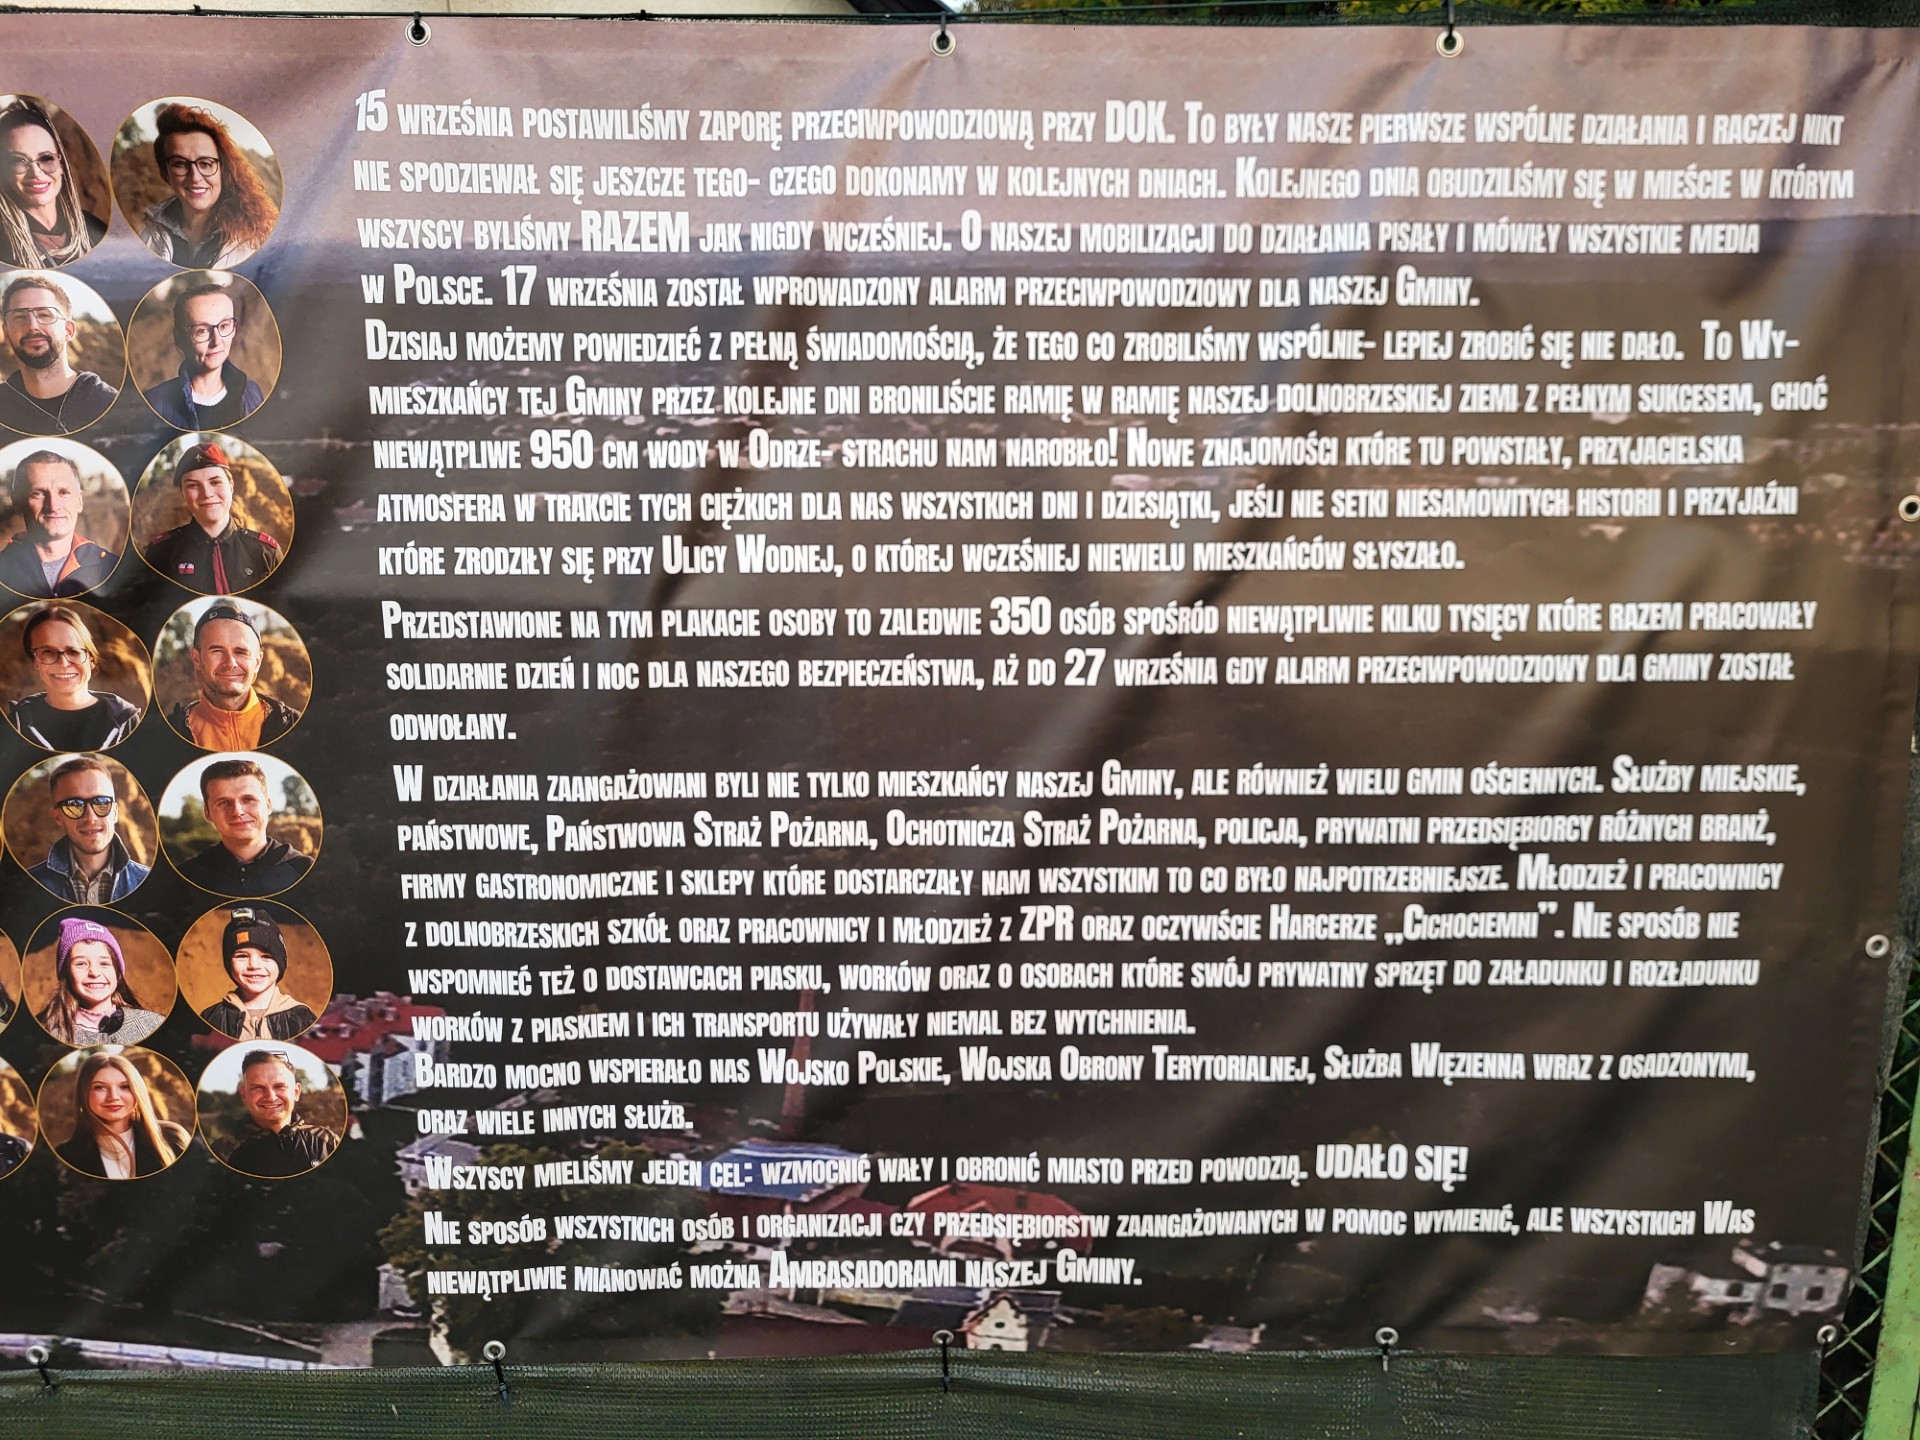 15 WRZEŚNIA POSTAWILIŚMY ZAPORĘ PRZECIWPOWODZIOWĄ PRZY DOK. TO BYŁY NASZE PIERWSZE WSPÓLNE DZIAŁANIA I RACZEJ NIKT
NIE SPODZIEWAŁ SIĘ JESZCZE TEGO- CZEGO DOKONAMY W KOLEJNYCH DNIACH. KOLEJNEGO DNIA OBUDZILIŚMY SIĘ W MIEŚCIE W KTÓRYM
WSZYSCY BYLIŚMY RAZEM JAK NIGDY WCZEŚNIEJ. O NASZEJ MOBILIZACJI DO DZIAŁANIA PISAŁY I MÓWIŁY WSZYSTKIE MEDIA
W POLSCE. 17 WRZEŚNIA ZOSTAŁ WPROWADZONY ALARM PRZECIWPOWODZIOWY DLA NASZEJ GMINY.
DZISIAJ MOŻEMY POWIEDZIEĆ Z PEŁNĄ ŚWIADOMOŚCIĄ, ŻE TEGO CO ZROBILIŚMY WSPÓLNIE- LEPIEJ ZROBIĆ SIĘ NIE DAŁO. TO WY-
MIESZKAŃCY TEJ GMINY PRZEZ KOLEJNE DNI BRONILIŚCIE RAMIĘ W RAMIĘ NASZEJ DOLNOBRZESKIEJ ZIEMI Z PEŁNYM SUKCESEM, CHOĆ
NIEWĄTPLIWE 950 CM WODY W ODRZE- STRACHU NAM NAROBIŁO! NOWE ZNAJOMOŚCI KTÓRE TU POWSTAŁY, PRZYJACIELSKA
ATMOSFERA W TRAKCIE TYCH CIĘŻKICH DLA NAS WSZYSTKICH DNI I DZIESIĄTKI, JEŚLI NIE SETKI NIESAMOWITYCH HISTORII I PRZYJAŹNI
KTÓRE ZRODZIŁY SIĘ PRZY ULICY WODNEJ, O KTÓREJ WCZEŚNIEJ NIEWIELU MIESZKAŃCÓW SŁYSZAŁO.
PRZEDSTAWIONE NA TYM PLAKACIE OSOBY TO ZALEDWIE 350 OSÓB SPOŚRÓD NIEWĄTPLIWIE KILKU TYSIĘCY KTÓRE RAZEM PRACOWAŁY
SOLIDARNIE DZIEŃ I NOC DLA NASZEGO BEZPIECZEŃSTWA, AŻ DO 27 WRZEŚNIA GDY ALARM PRZECIWPOWODZIOWY DLA GMINY ZOSTAŁ
ODWOŁANY.
W DZIAŁANIA ZAANGAŻOWANI BYLI NIE TYLKO MIESZKAŃCY NASZEJ GMINY, ALE RÓWNIEŻ WIELU GMIN OŚCIENNYCH. SŁUŻBY MIEJSKIE,
PAŃSTWOWE, PAŃSTWOWA STRAŻ POŻARNA, OCHOTNICZA STRAŻ POŻARNA, POLICJA, PRYWATNI PRZEDSIĘBIORCY RÓŻNYCH BRANŻ,
FIRMY GASTRONOMICZNE I SKLEPY KTÓRE DOSTARCZAŁY NAM WSZYSTKIM TO CO BYŁO NAJPOTRZEBNIEJSZE. MŁODZIEŻ I PRACOWNICY
Z DOLNOBRZESKICH SZKÓŁ ORAZ PRACOWNICY I MŁODZIEŻ Z ZPR ORAZ OCZYWIŚCIE HARCERZE „CICHOCIEMNI”. NIE SPOSÓB NIE
WSPOMNIEĆ TEŻ O DOSTAWCACH PIASKU, WORKÓW ORAZ O OSOBACH KTÓRE SWÓJ PRYWATNY SPRZĘT DO ZAŁADUNKU I ROZŁADUNKU
WORKÓW Z PIASKIEM I ICH TRANSPORTU UŻYWAŁY NIEMAL BEZ WYTCHNIENIA.
BARDZO MOCNO WSPIERAŁO NAS WOJSKO POLSKIE, WOJSKA OBRONY TERYTORIALNEJ, SŁUŻBA WIĘZIENNA WRAZ Z OSADZONYMI,
ORAZ WIELE INNYCH SŁUŻB.
WSZYSCY MIELIŚMY JEDEN CEL: WZMOCNIĆ WAŁY I OBRONIĆ MIASTO PRZED POWODZIĄ. UDAŁO SIĘ!
NIE SPOSÓB WSZYSTKICH OSÓB I ORGANIZACJI CZY PRZEDSIĘBIORSTW ZAANGAŻOWANYCH W POMOC WYMIENIĆ, ALE WSZYSTKICH WAS
NIEWĄTPLIWIE MIANOWAĆ MOŻNA AMBASADORAMI NASZEJ GMINY.